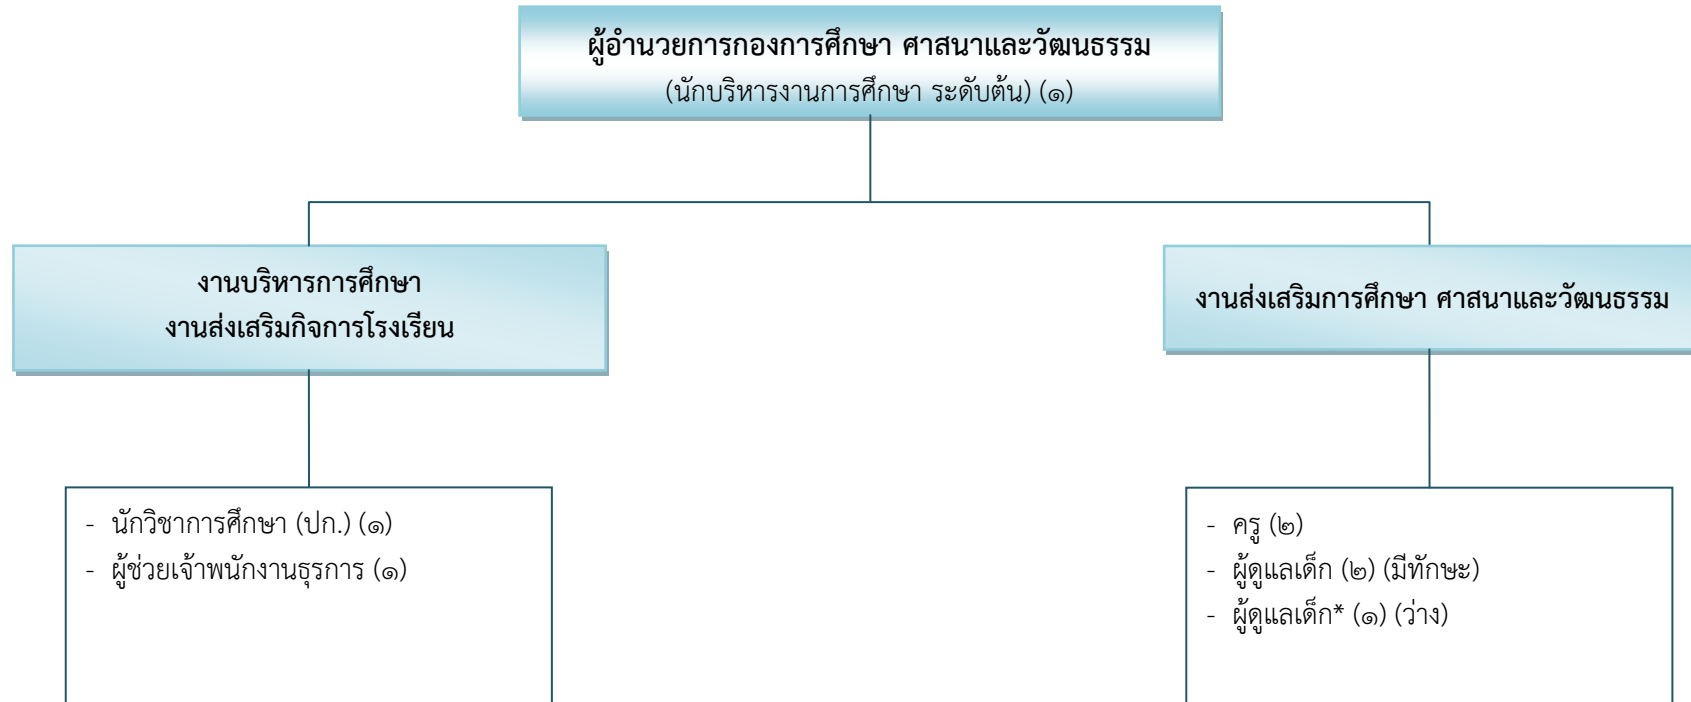 ผู้อำนวยการกองการศึกษา ศาสนาและวัฒนธรรม
(นักบริหารงานการศึกษา ระดับต้น) (๑)
งานบริหารการศึกษา
งานส่งเสริมกิจการโรงเรียน
งานส่งเสริมการศึกษา ศาสนาและวัฒนธรรม
- นักวิชาการศึกษา (ปก.) (๑)
- ผู้ช่วยเจ้าพนักงานธุรการ (๑)
- ครู (๒)
- ผู้ดูแลเด็ก (๒) (มีทักษะ)
- ผู้ดูแลเด็ก* (๑) (ว่าง)